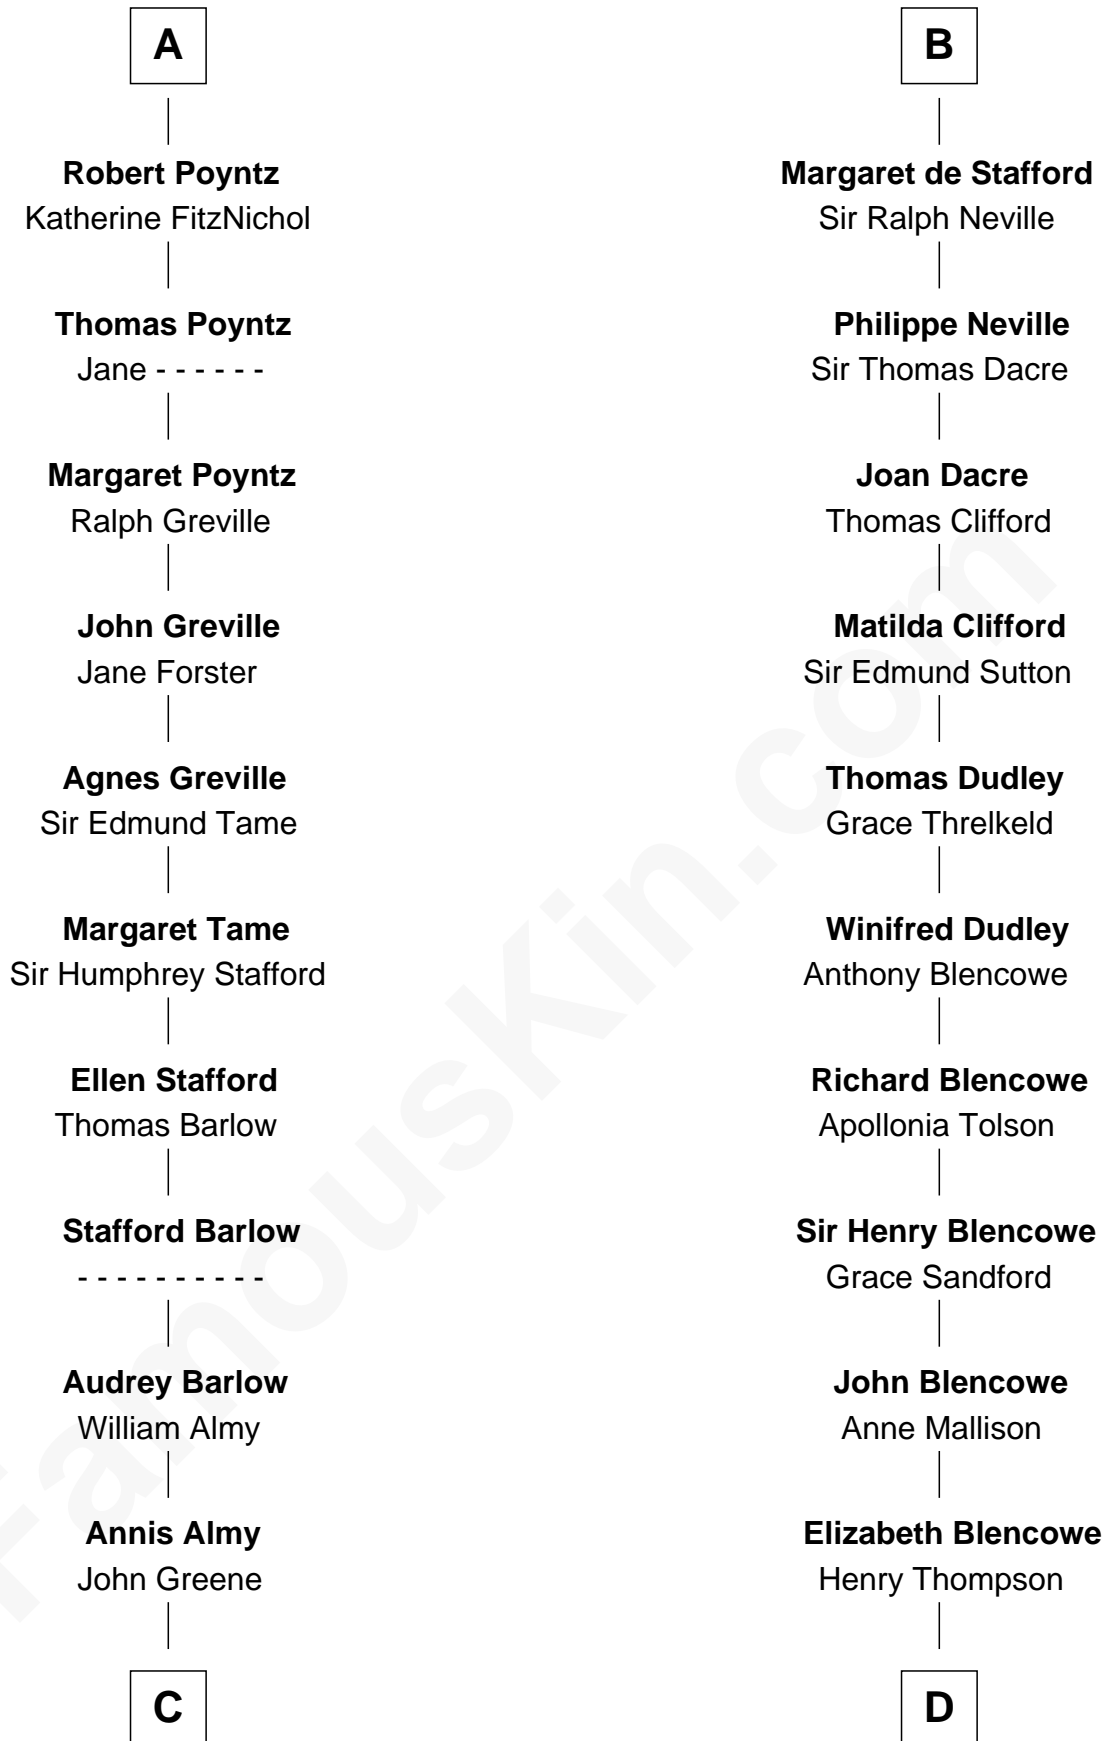 A
Robert Poyntz
Katherine FitzNichol
Thomas Poyntz
Jane - - - - - -
Margaret Poyntz
Ralph Greville
John Greville
Jane Forster
Agnes Greville
Sir Edmund Tame
Margaret Tame
Sir Humphrey Stafford
Ellen Stafford
Thomas Barlow
Stafford Barlow
- - - - - - - - - -
Audrey Barlow
William Almy
Annis Almy
John Greene
C
B
Margaret de Stafford
Sir Ralph Neville
Philippe Neville
Sir Thomas Dacre
Joan Dacre
Thomas Clifford
Matilda Clifford
Sir Edmund Sutton
Thomas Dudley
Grace Threlkeld
Winifred Dudley
Anthony Blencowe
Richard Blencowe
Apollonia Tolson
Sir Henry Blencowe
Grace Sandford
John Blencowe
Anne Mallison
Elizabeth Blencowe
Henry Thompson
D
FamousKin.com